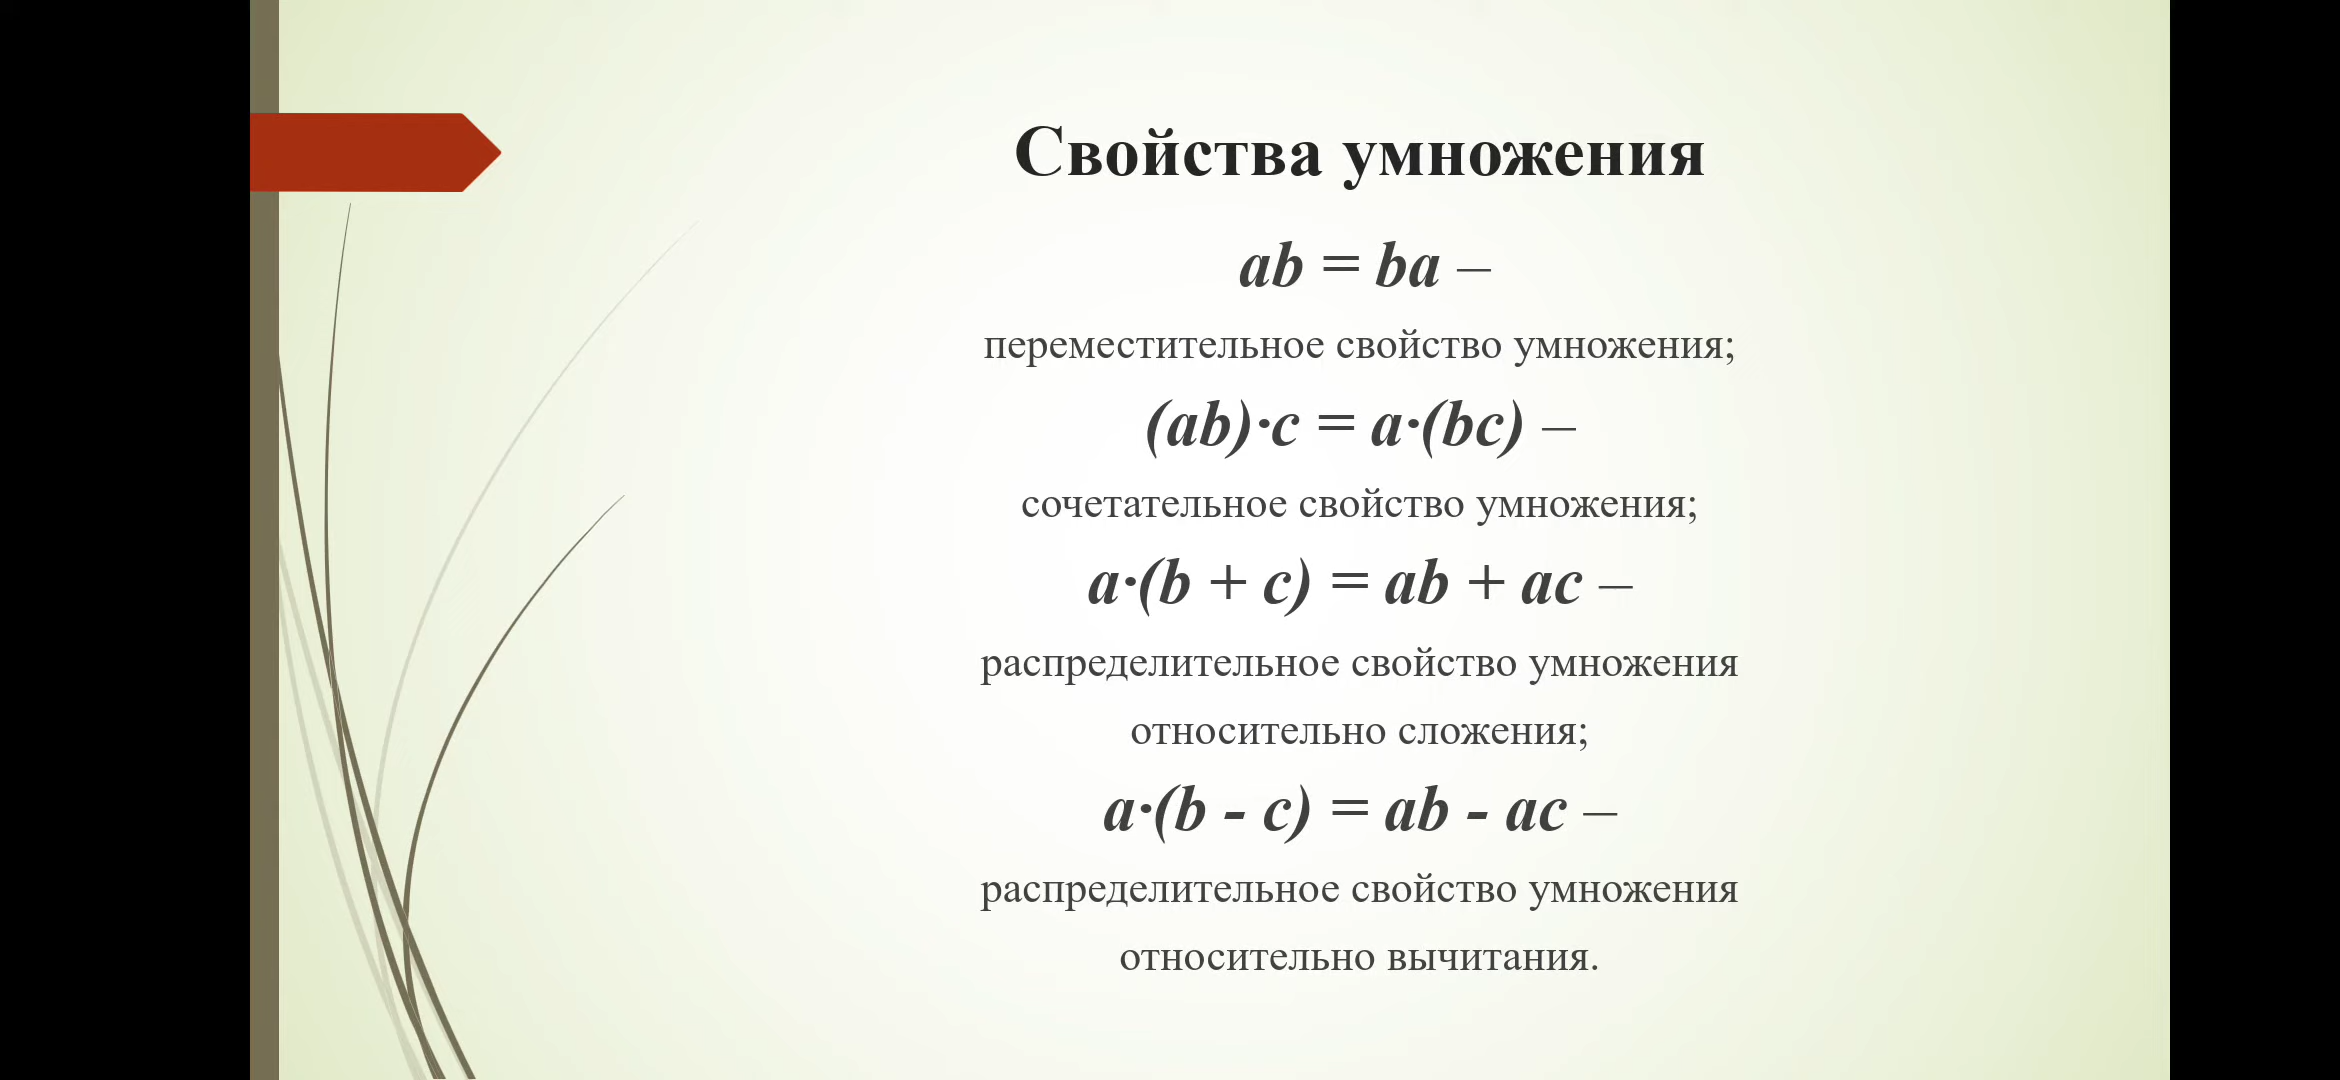 Свойства умножения
ab = ba –
переместительное свойство умножения;
(ab)·c = a·(bc) –
сочетательное свойство умножения;
a·(b + c) = ab + ac –
распределительное свойство умножения
относительно сложения;
a·(b - c) = ab - ac –
распределительное свойство умножения
относительно вычитания.